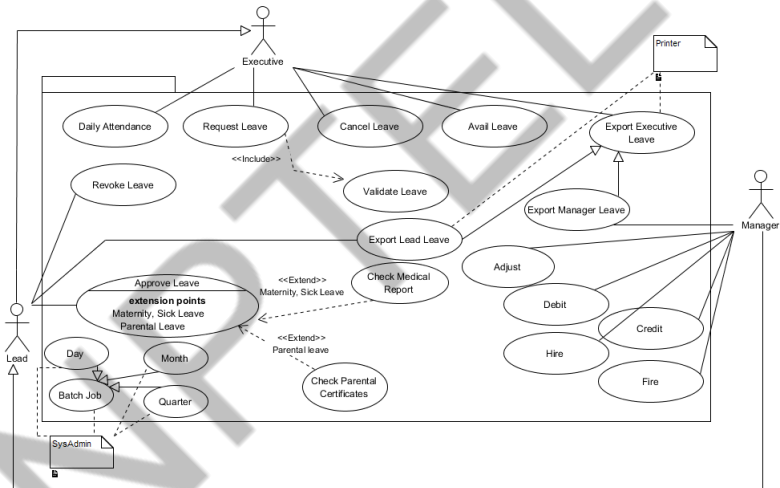 Executive
Printer
Daily Attendance
Request Leave
Cancel Leave
Avail Leave
Export Executive
Leave
<<Include>>
Revoke Leave
Validate Leave
Export Manager Leave
Manager
Export Lead Leave
Adjust
Check Medical
Report
<<Extend>>
Maternity, Sick Leave
Approve Leave
extension points
Maternity, Sick Leave
Parental Leave
Debit
Credit
<<Extend>>
Parental leave
Lead
Day
Month
Hire
Fire
Check Parental
Certificates
Batch Job
Quarter
SysAdmin
NPTEL